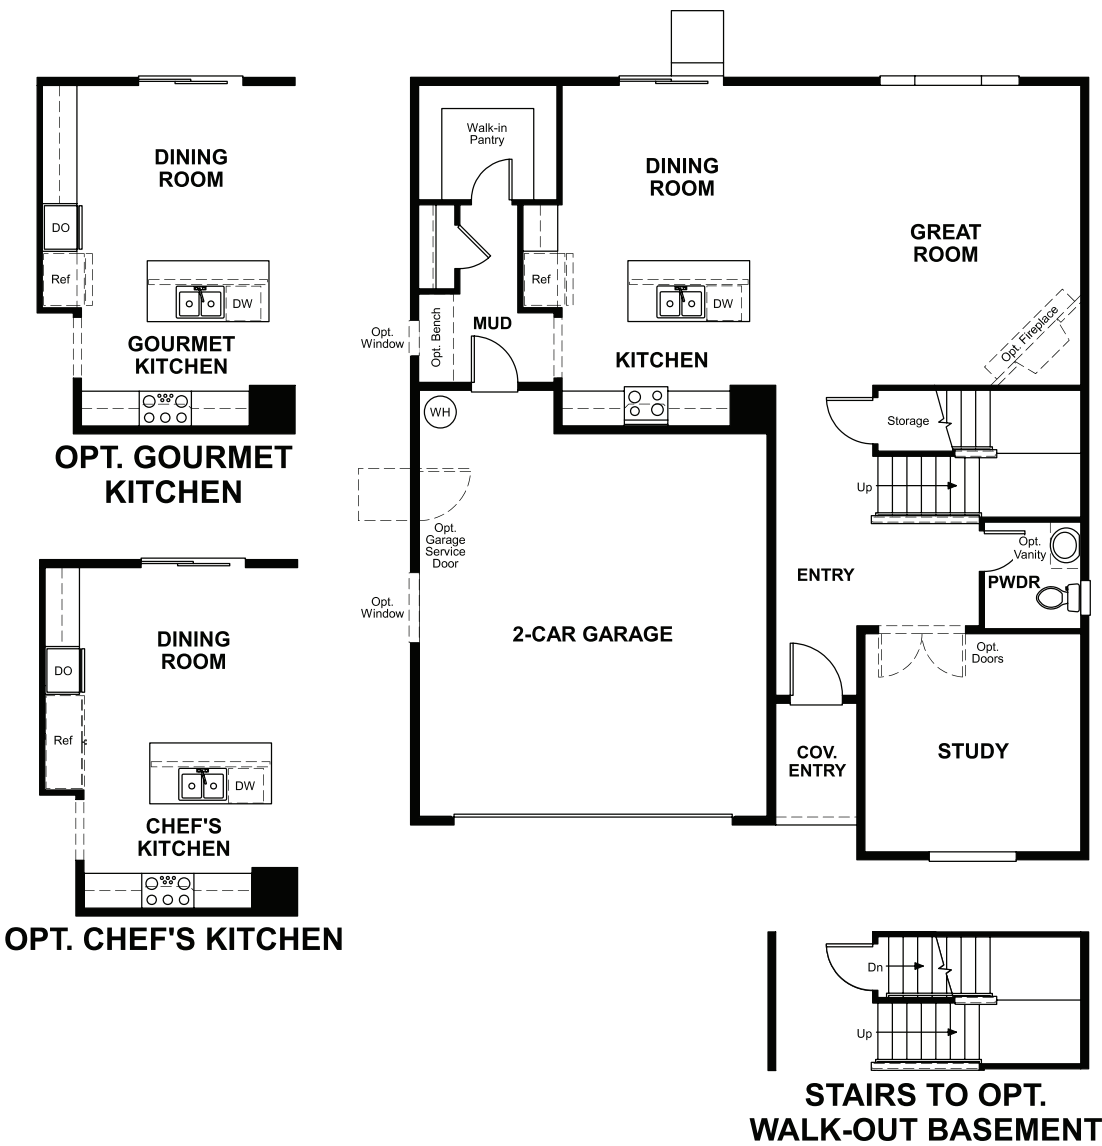 DINING
ROOM
DO
Ref
DW
GOURMET
KITCHEN
OPT. GOURMET
KITCHEN
DINING
ROOM
DO
Ref
DW
CHEF'S
KITCHEN
OPT. CHEF'S KITCHEN
Walk-in
Pantry
DINING
ROOM
GREAT
ROOM
Ref
DW
Opt.
Window
Opt. Bench
MUD
KITCHEN
Opt. Fireplace
WH
Storage
Up
Opt.
Garage
Service
Door
Opt.
Vanity
PWDR
ENTRY
Opt.
Window
2-CAR GARAGE
Opt.
Doors
COV.
ENTRY
STUDY
Dn
Up
STAIRS TO OPT.
WALK-OUT BASEMENT